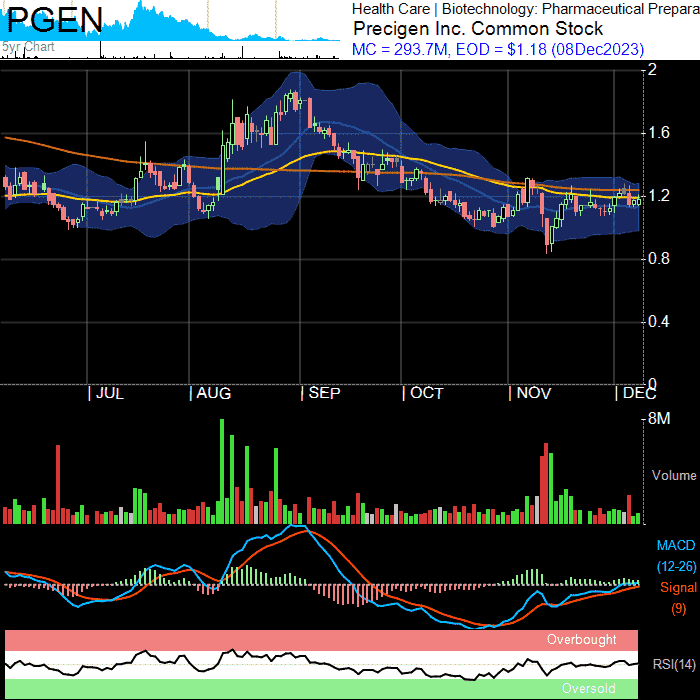 PGEN
5yr Chart
Health Care | Biotechnology: Pharmaceutical Prepara
Precigen Inc. Common Stock
MC = 293.7M, EOD = $1.18 (08Dec2023)
2
1.6
1.2
0.8
0.4
0
| JUL | AUG | SEP | OCT | NOV | DEC
8M
Volume
MACD
(12-26)
Signal
(9)
Overbought
RSI(14)
Oversold